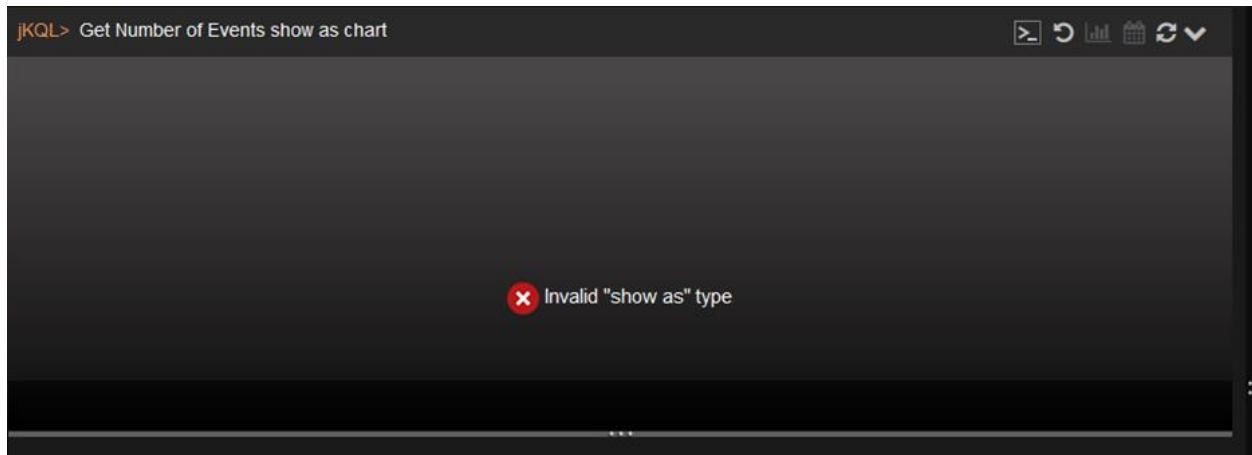 jKQL> Get Number of Events show as chart
Invalid "show as" type